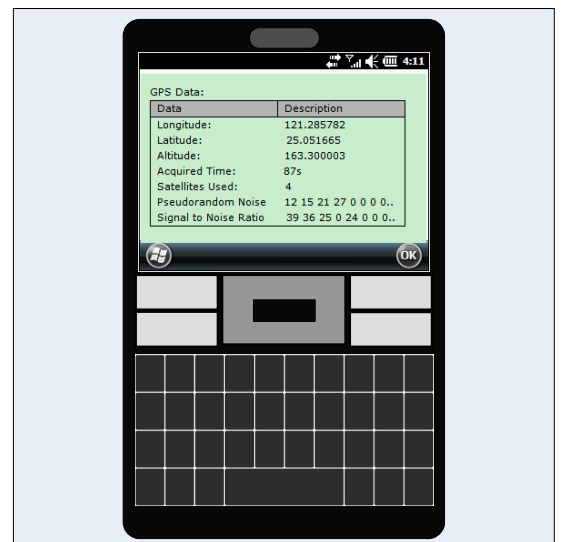 4:11
GPS Data:
Data Description
Longitude: 121.285782
Latitude: 25.051665
Altitude: 163.300003
Acquired Time: 87s
Satellites Used: 4
Pseudorandom Noise 12 15 21 27 0 0 0 0..
Signal to Noise Ratio 39 36 25 0 24 0 0 0..
OK